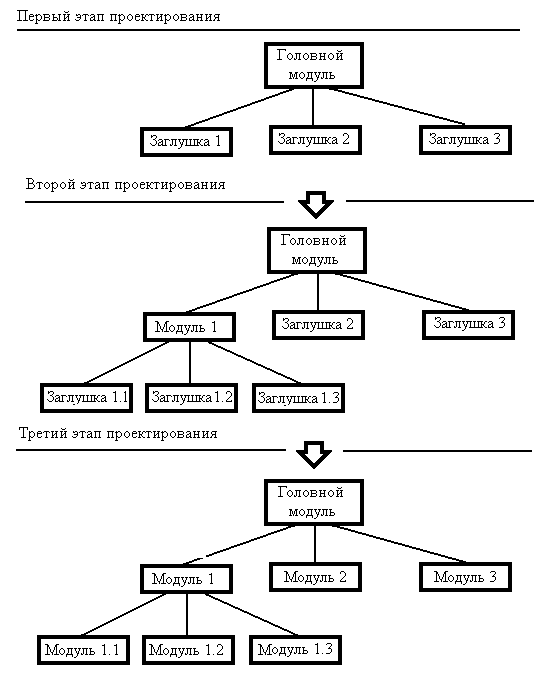 Первый этап проектирования
Головной
модуль
Заглушка 1
Заглушка 2
Заглушка 3
Второй этап проектирования
Головной
модуль
Модуль 1
Заглушка 2
Заглушка 3
Заглушка 1.1
Заглушка1.2
Заглушка 1.3
Третий этап проектирования
Головной
модуль
Модуль 1
Модуль 2
Модуль 3
Модуль 1.1
Модуль 1.2
Модуль 1.3